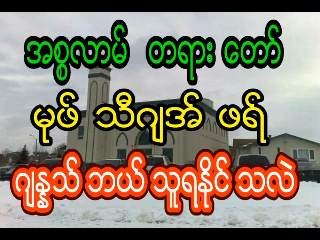 အစ္စလာမ် တရား တော်
မုဖ် သီဂျအ် ဖရ်
ဂျန္နသ် ဘယ် သူရနိုင် သလဲ